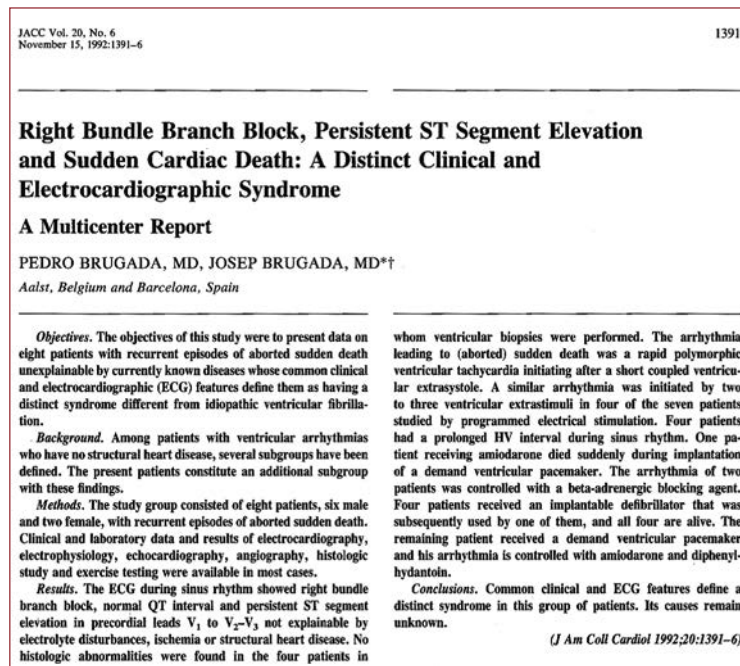 JACC Vol. 20, No. 6
November 15, 1992:1391–6
1391
Right Bundle Branch Block, Persistent ST Segment Elevation
and Sudden Cardiac Death: A Distinct Clinical and
Electrocardiographic Syndrome
A Multicenter Report
PEDRO BRUGADA, MD, JOSEP BRUGADA, MD*†
Aalst, Belgium and Barcelona, Spain
Objectives. The objectives of this study were to present data on
eight patients with recurrent episodes of aborted sudden death
unexplainable by currently known diseases whose common clinical
and electrocardiographic (ECG) features define them as having a
distinct syndrome different from idiopathic ventricular fibrilla-
tion.
Background. Among patients with ventricular arrhythmias
who have no structural heart disease, several subgroups have been
defined. The present patients constitute an additional subgroup
with these findings.
Methods. The study group consisted of eight patients, six male
and two female, with recurrent episodes of aborted sudden death.
Clinical and laboratory data and results of electrocardiography,
electrophysiology, echocardiography, angiography, histologic
study and exercise testing were available in most cases.
Results. The ECG during sinus rhythm showed right bundle
branch block, normal QT interval and persistent ST segment
elevation in precordial leads V1 to V2–V3 not explainable by
electrolyte disturbances, ischemia or structural heart disease. No
histologic abnormalities were found in the four patients in
whom ventricular biopsies were performed. The arrhythmia
leading to (aborted) sudden death was a rapid polymorphic
ventricular tachycardia initiating after a short coupled ventricu-
lar extrasystole. A similar arrhythmia was initiated by two
to three ventricular extrastimuli in four of the seven patients
studied by programmed electrical stimulation. Four patients
had a prolonged HV interval during sinus rhythm. One pa-
tient receiving amiodarone died suddenly during implantation
of a demand ventricular pacemaker. The arrhythmia of two
patients was controlled with a beta-adrenergic blocking agent.
Four patients received an implantable defibrillator that was
subsequently used by one of them, and all four are alive. The
remaining patient received a demand ventricular pacemaker
and his arrhythmia is controlled with amiodarone and diphenyl-
hydantoin.
Conclusions. Common clinical and ECG features define a
distinct syndrome in this group of patients. Its causes remain
unknown.
(J Am Coll Cardiol 1992;20:1391–6)